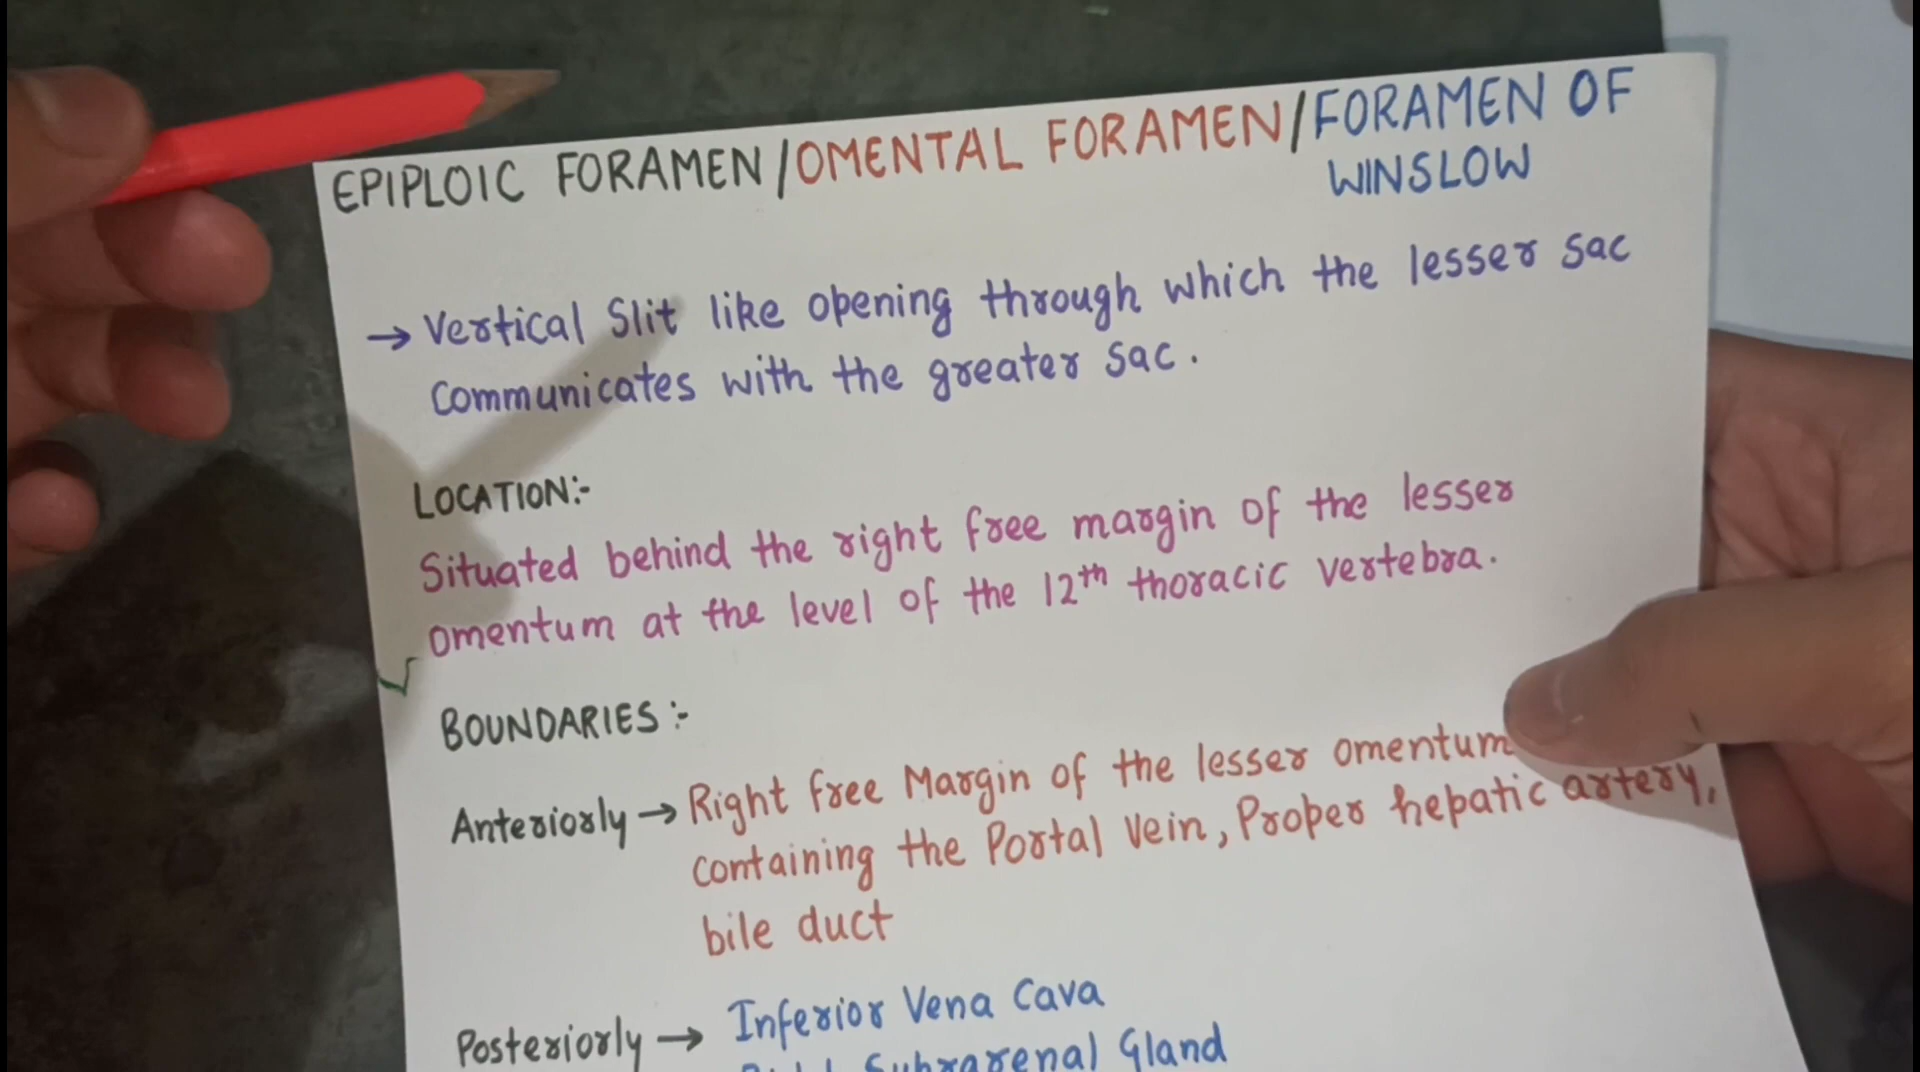 EPIPLOIC FORAMEN/OMENTAL FORAMEN/FORAMEN OF
WINSLOW
→ Vertical Slit like opening through which the lesser sac
communicates with the greater sac.
LOCATION:-
Situated behind the right free margin of the lesser
omentum at the level of the 12th thoracic vertebra.
BOUNDARIES :-
Anteriorly → Right free Margin of the lesser omentum
containing the Portal vein, Proper hepatic artery,
bile duct
Posteriorly → Inferior Vena Cava
Suprarenal Gland